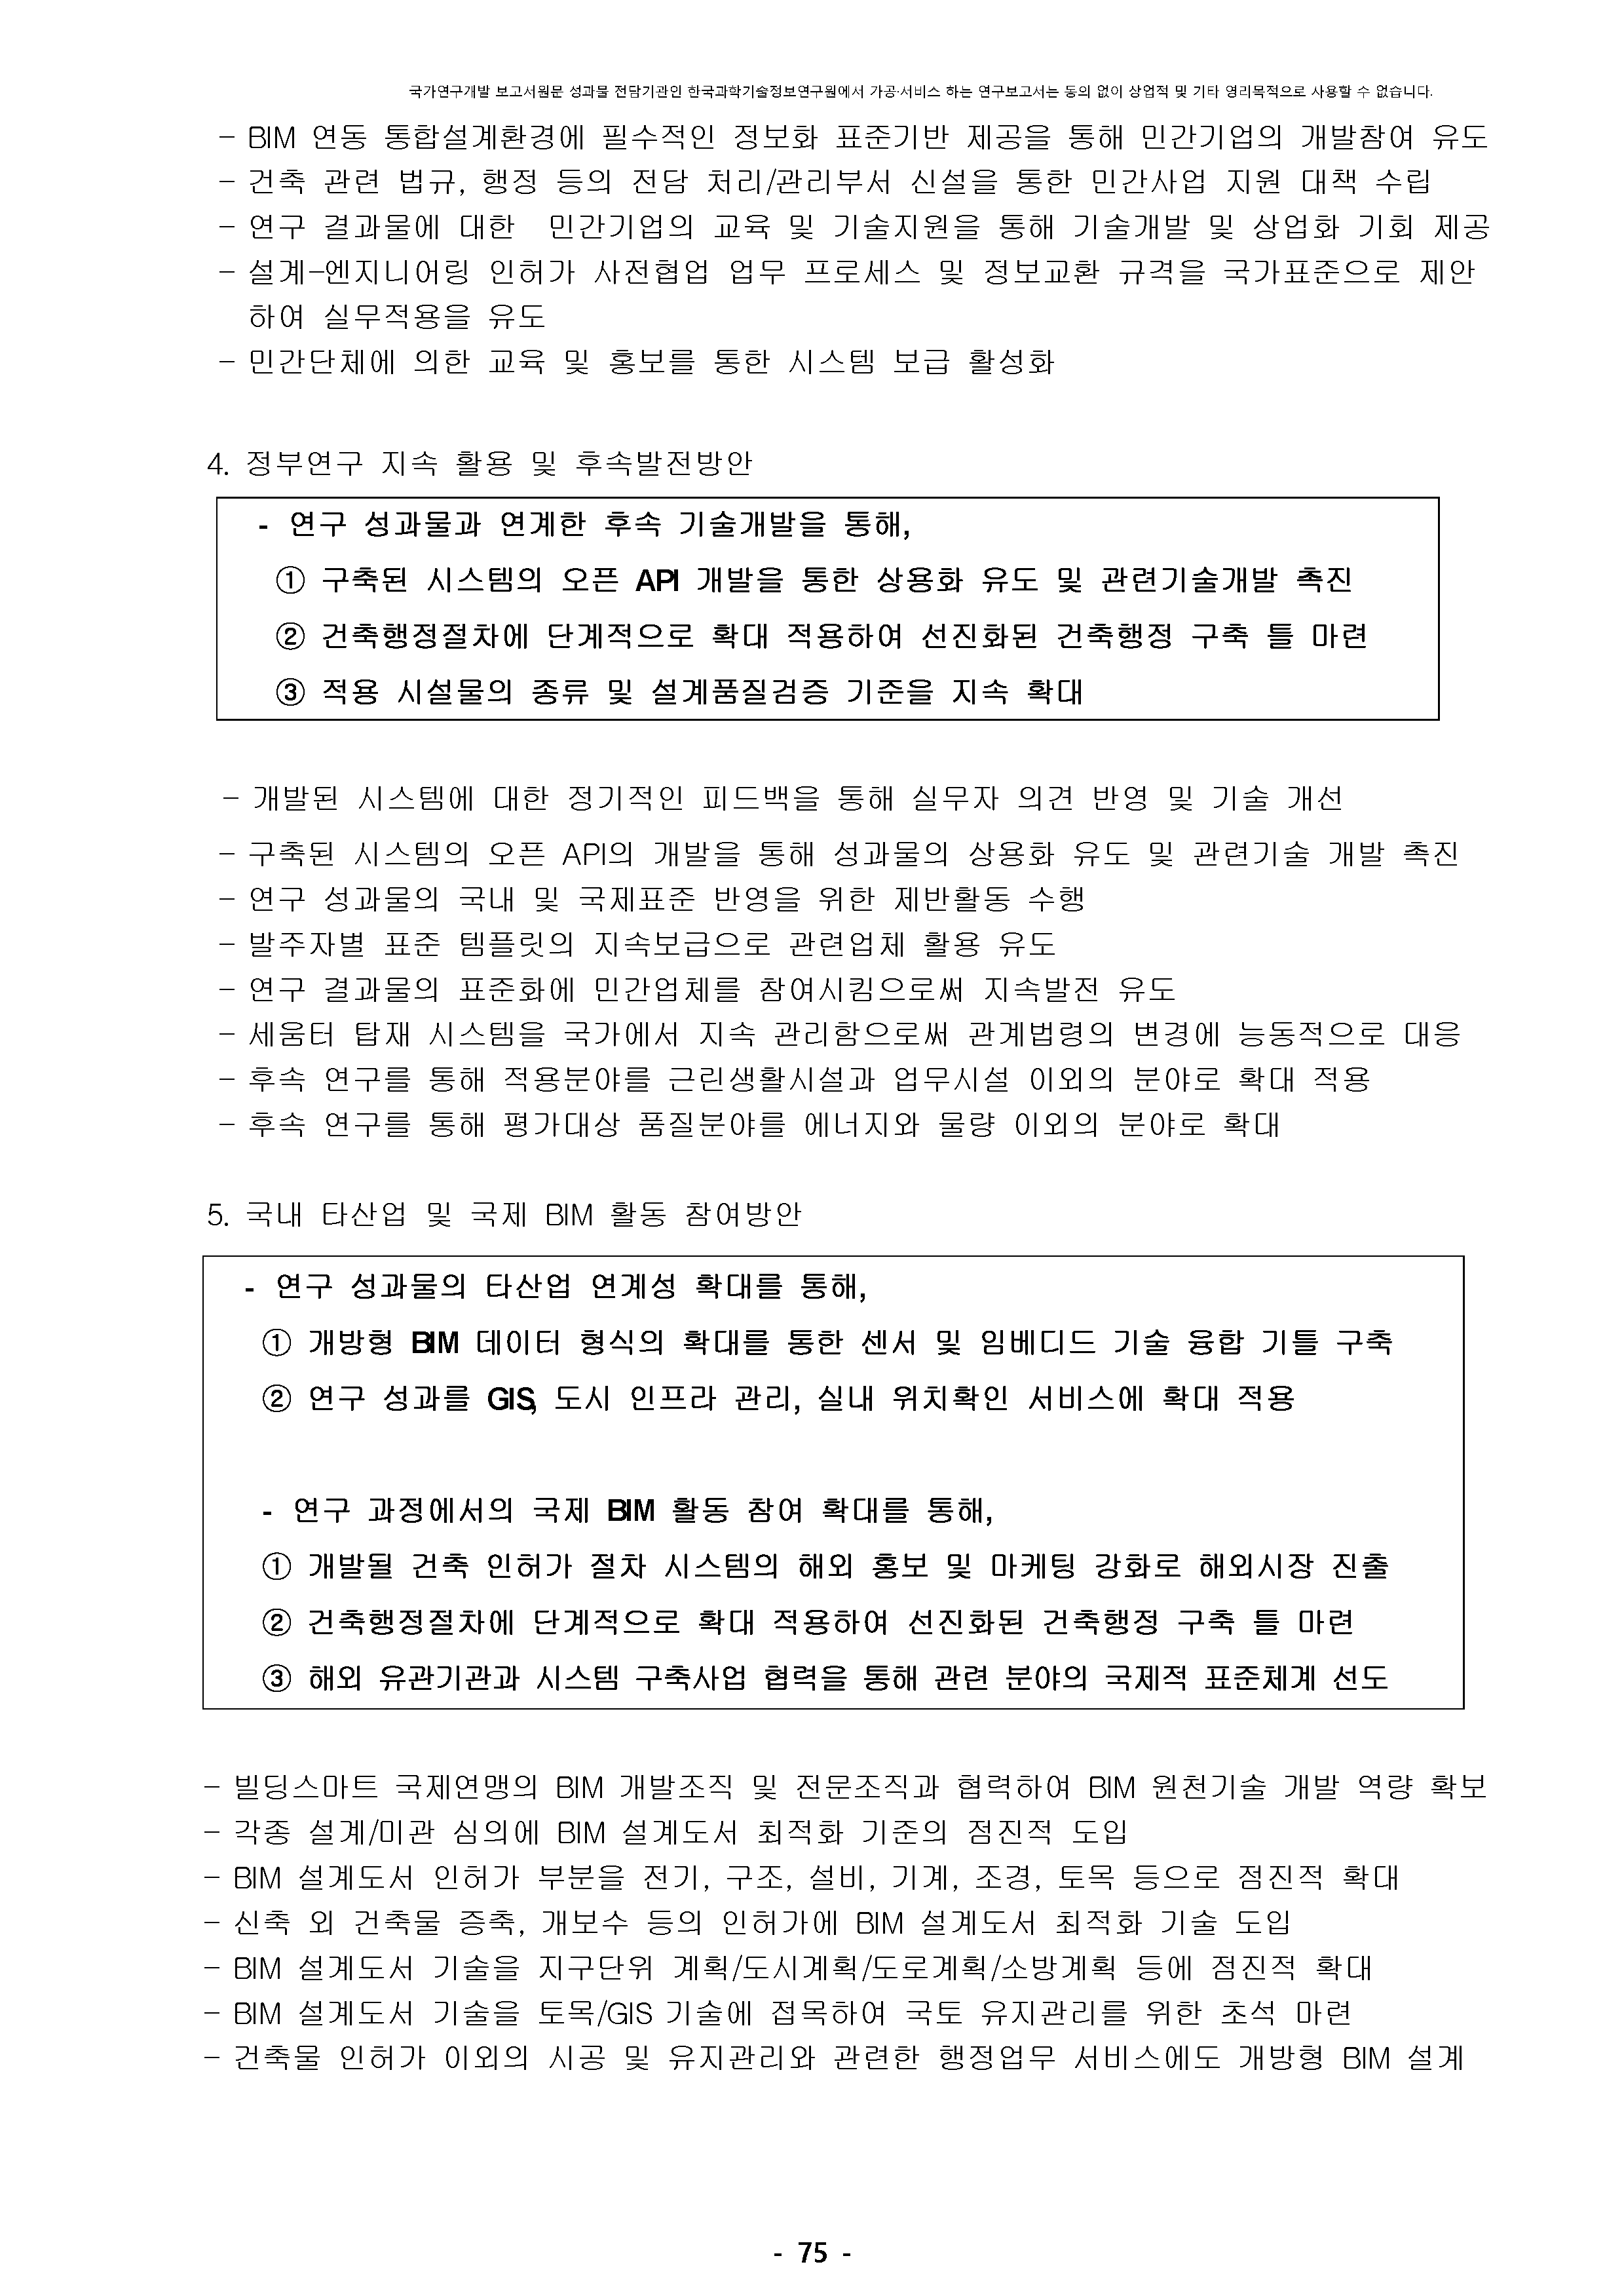 국가연구개발 보고서원문 성과물 전담기관인 한국과학기술정보연구원에서 가공·서비스 하는 연구보고서는 동의 없이 상업적 및 기타 영리목적으로 사용할 수 없습니다.
- BIM 연동 통합설계환경에 필수적인 정보화 표준기반 제공을 통해 민간기업의 개발참여 유도
- 건축 관련 법규, 행정 등의 전담 처리/관리부서 신설을 통한 민간사업 지원 대책 수립
- 연구 결과물에 대한 민간기업의 교육 및 기술지원을 통해 기술개발 및 상업화 기회 제공
- 설계-엔지니어링 인허가 사전협업 업무 프로세스 및 정보교환 규격을 국가표준으로 제안
하여 실무적용을 유도
- 민간단체에 의한 교육 및 홍보를 통한 시스템 보급 활성화
4. 정부연구 지속 활용 및 후속발전방안
- 연구 성과물과 연계한 후속 기술개발을 통해,
① 구축된 시스템의 오픈 API 개발을 통한 상용화 유도 및 관련기술개발 촉진
② 건축행정절차에 단계적으로 확대 적용하여 선진화된 건축행정 구축 틀 마련
③ 적용 시설물의 종류 및 설계품질검증 기준을 지속 확대
- 개발된 시스템에 대한 정기적인 피드백을 통해 실무자 의견 반영 및 기술 개선
- 구축된 시스템의 오픈 API의 개발을 통해 성과물의 상용화 유도 및 관련기술 개발 촉진
- 연구 성과물의 국내 및 국제표준 반영을 위한 제반활동 수행
- 발주자별 표준 템플릿의 지속보급으로 관련업체 활용 유도
- 연구 결과물의 표준화에 민간업체를 참여시킴으로써 지속발전 유도
- 세움터 탑재 시스템을 국가에서 지속 관리함으로써 관계법령의 변경에 능동적으로 대응
- 후속 연구를 통해 적용분야를 근린생활시설과 업무시설 이외의 분야로 확대 적용
- 후속 연구를 통해 평가대상 품질분야를 에너지와 물량 이외의 분야로 확대
5. 국내 타산업 및 국제 BIM 활동 참여방안
- 연구 성과물의 타산업 연계성 확대를 통해,
① 개방형 BIM 데이터 형식의 확대를 통한 센서 및 임베디드 기술 융합 기틀 구축
② 연구 성과를 GIS, 도시 인프라 관리, 실내 위치확인 서비스에 확대 적용
- 연구 과정에서의 국제 BIM 활동 참여 확대를 통해,
① 개발될 건축 인허가 절차 시스템의 해외 홍보 및 마케팅 강화로 해외시장 진출
② 건축행정절차에 단계적으로 확대 적용하여 선진화된 건축행정 구축 틀 마련
③ 해외 유관기관과 시스템 구축사업 협력을 통해 관련 분야의 국제적 표준체계 선도
- 빌딩스마트 국제연맹의 BIM 개발조직 및 전문조직과 협력하여 BIM 원천기술 개발 역량 확보
- 각종 설계/미관 심의에 BIM 설계도서 최적화 기준의 점진적 도입
- BIM 설계도서 인허가 부분을 전기, 구조, 설비, 기계, 조경, 토목 등으로 점진적 확대
- 신축 외 건축물 증축, 개보수 등의 인허가에 BIM 설계도서 최적화 기술 도입
- BIM 설계도서 기술을 지구단위 계획/도시계획/도로계획/소방계획 등에 점진적 확대
- BIM 설계도서 기술을 토목/GIS 기술에 접목하여 국토 유지관리를 위한 초석 마련
- 건축물 인허가 이외의 시공 및 유지관리와 관련한 행정업무 서비스에도 개방형 BIM 설계
- 75 -